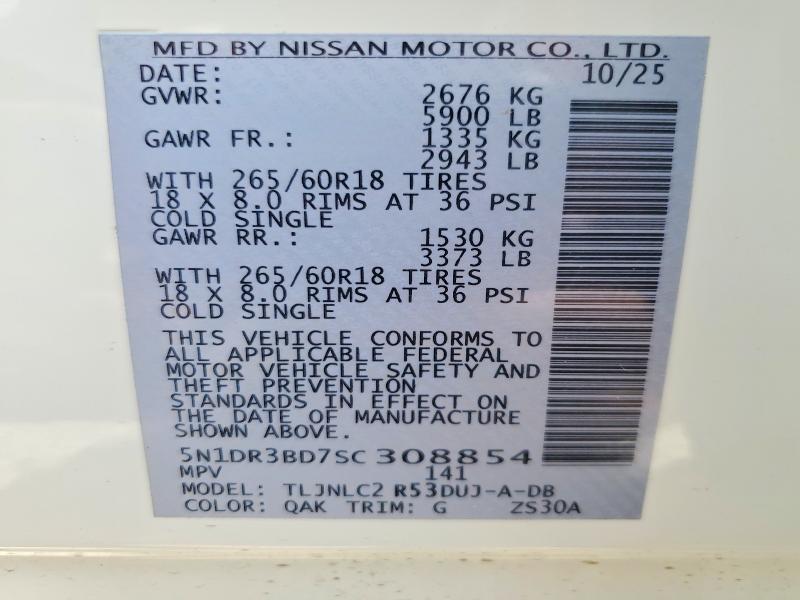 MFD BY NISSAN MOTOR CO., LTD.
DATE: 10/25
GVWR: 2676 KG
5900 LB
GAWR FR.: 1335 KG
2943 LB
WITH 265/60R18 TIRES
18 X 8.0 RIMS AT 36 PSI
COLD SINGLE
GAWR RR.: 1530 KG
3373 LB
WITH 265/60R18 TIRES
18 X 8.0 RIMS AT 36 PSI
COLD SINGLE
THIS VEHICLE CONFORMS TO
ALL APPLICABLE FEDERAL
MOTOR VEHICLE SAFETY AND
THEFT PREVENTION
STANDARDS IN EFFECT ON
THE DATE OF MANUFACTURE
SHOWN ABOVE.
5N1DR3BD7SC308854
MPV 141
MODEL: TLJNLC2 R53DUJ-A-DB
COLOR: QAK TRIM: G ZS30A